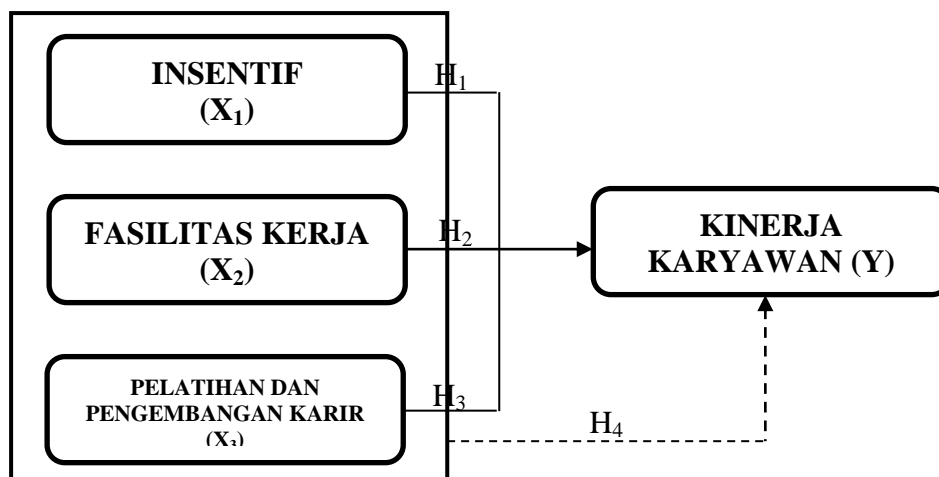 INSENTIF
(X₁)
H₁
FASILITAS KERJA
(X₂)
H₂
KINERJA
KARYAWAN (Y)
PELATIHAN DAN
PENGEMBANGAN KARIR
(X₃)
H₃
H₄